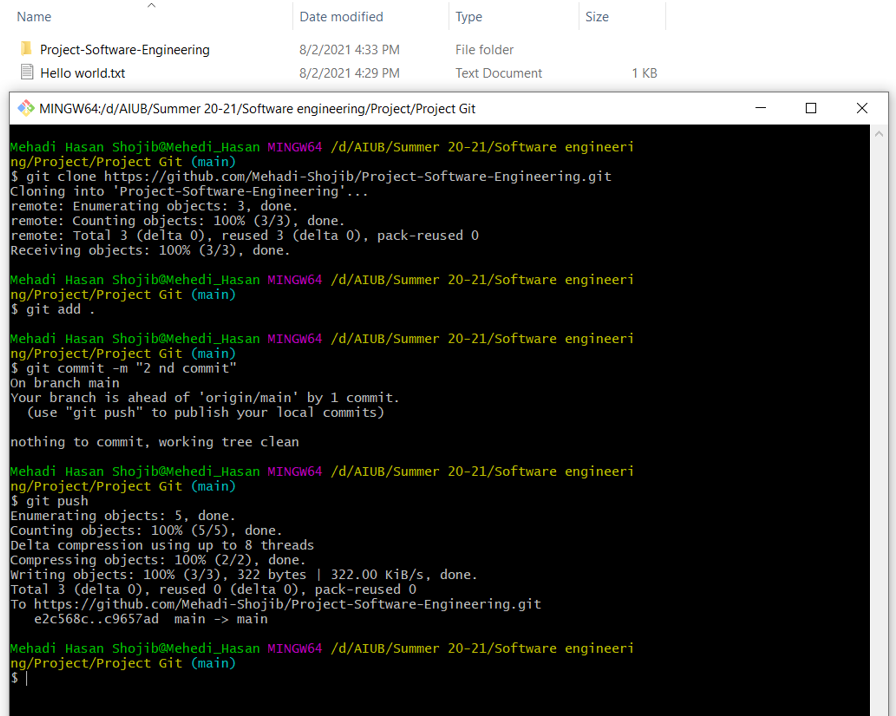 Name Date modified Type Size
Project-Software-Engineering 8/2/2021 4:33 PM File folder
Hello world.txt 8/2/2021 4:29 PM Text Document 1 KB
MINGW64:/d/AIUB/Summer 20-21/Software engineering/Project/Project Git
Mehadi Hasan Shojib@Mehedi_Hasan MINGW64 /d/AIUB/Summer 20-21/Software engineeri
ng/Project/Project Git (main)
$ git clone https://github.com/Mehadi-Shojib/Project-Software-Engineering.git
Cloning into 'Project-Software-Engineering'...
remote: Enumerating objects: 3, done.
remote: Counting objects: 100% (3/3), done.
remote: Total 3 (delta 0), reused 3 (delta 0), pack-reused 0
Receiving objects: 100% (3/3), done.
Mehadi Hasan Shojib@Mehedi_Hasan MINGW64 /d/AIUB/Summer 20-21/Software engineeri
ng/Project/Project Git (main)
$ git add .
Mehadi Hasan Shojib@Mehedi_Hasan MINGW64 /d/AIUB/Summer 20-21/Software engineeri
ng/Project/Project Git (main)
$ git commit -m "2 nd commit"
On branch main
Your branch is ahead of 'origin/main' by 1 commit.
  (use "git push" to publish your local commits)
nothing to commit, working tree clean
Mehadi Hasan Shojib@Mehedi_Hasan MINGW64 /d/AIUB/Summer 20-21/Software engineeri
ng/Project/Project Git (main)
$ git push
Enumerating objects: 5, done.
Counting objects: 100% (5/5), done.
Delta compression using up to 8 threads
Compressing objects: 100% (2/2), done.
Writing objects: 100% (3/3), 322 bytes | 322.00 KiB/s, done.
Total 3 (delta 0), reused 0 (delta 0), pack-reused 0
To https://github.com/Mehadi-Shojib/Project-Software-Engineering.git
   e2c568c..c9657ad  main -> main
Mehadi Hasan Shojib@Mehedi_Hasan MINGW64 /d/AIUB/Summer 20-21/Software engineeri
ng/Project/Project Git (main)
$